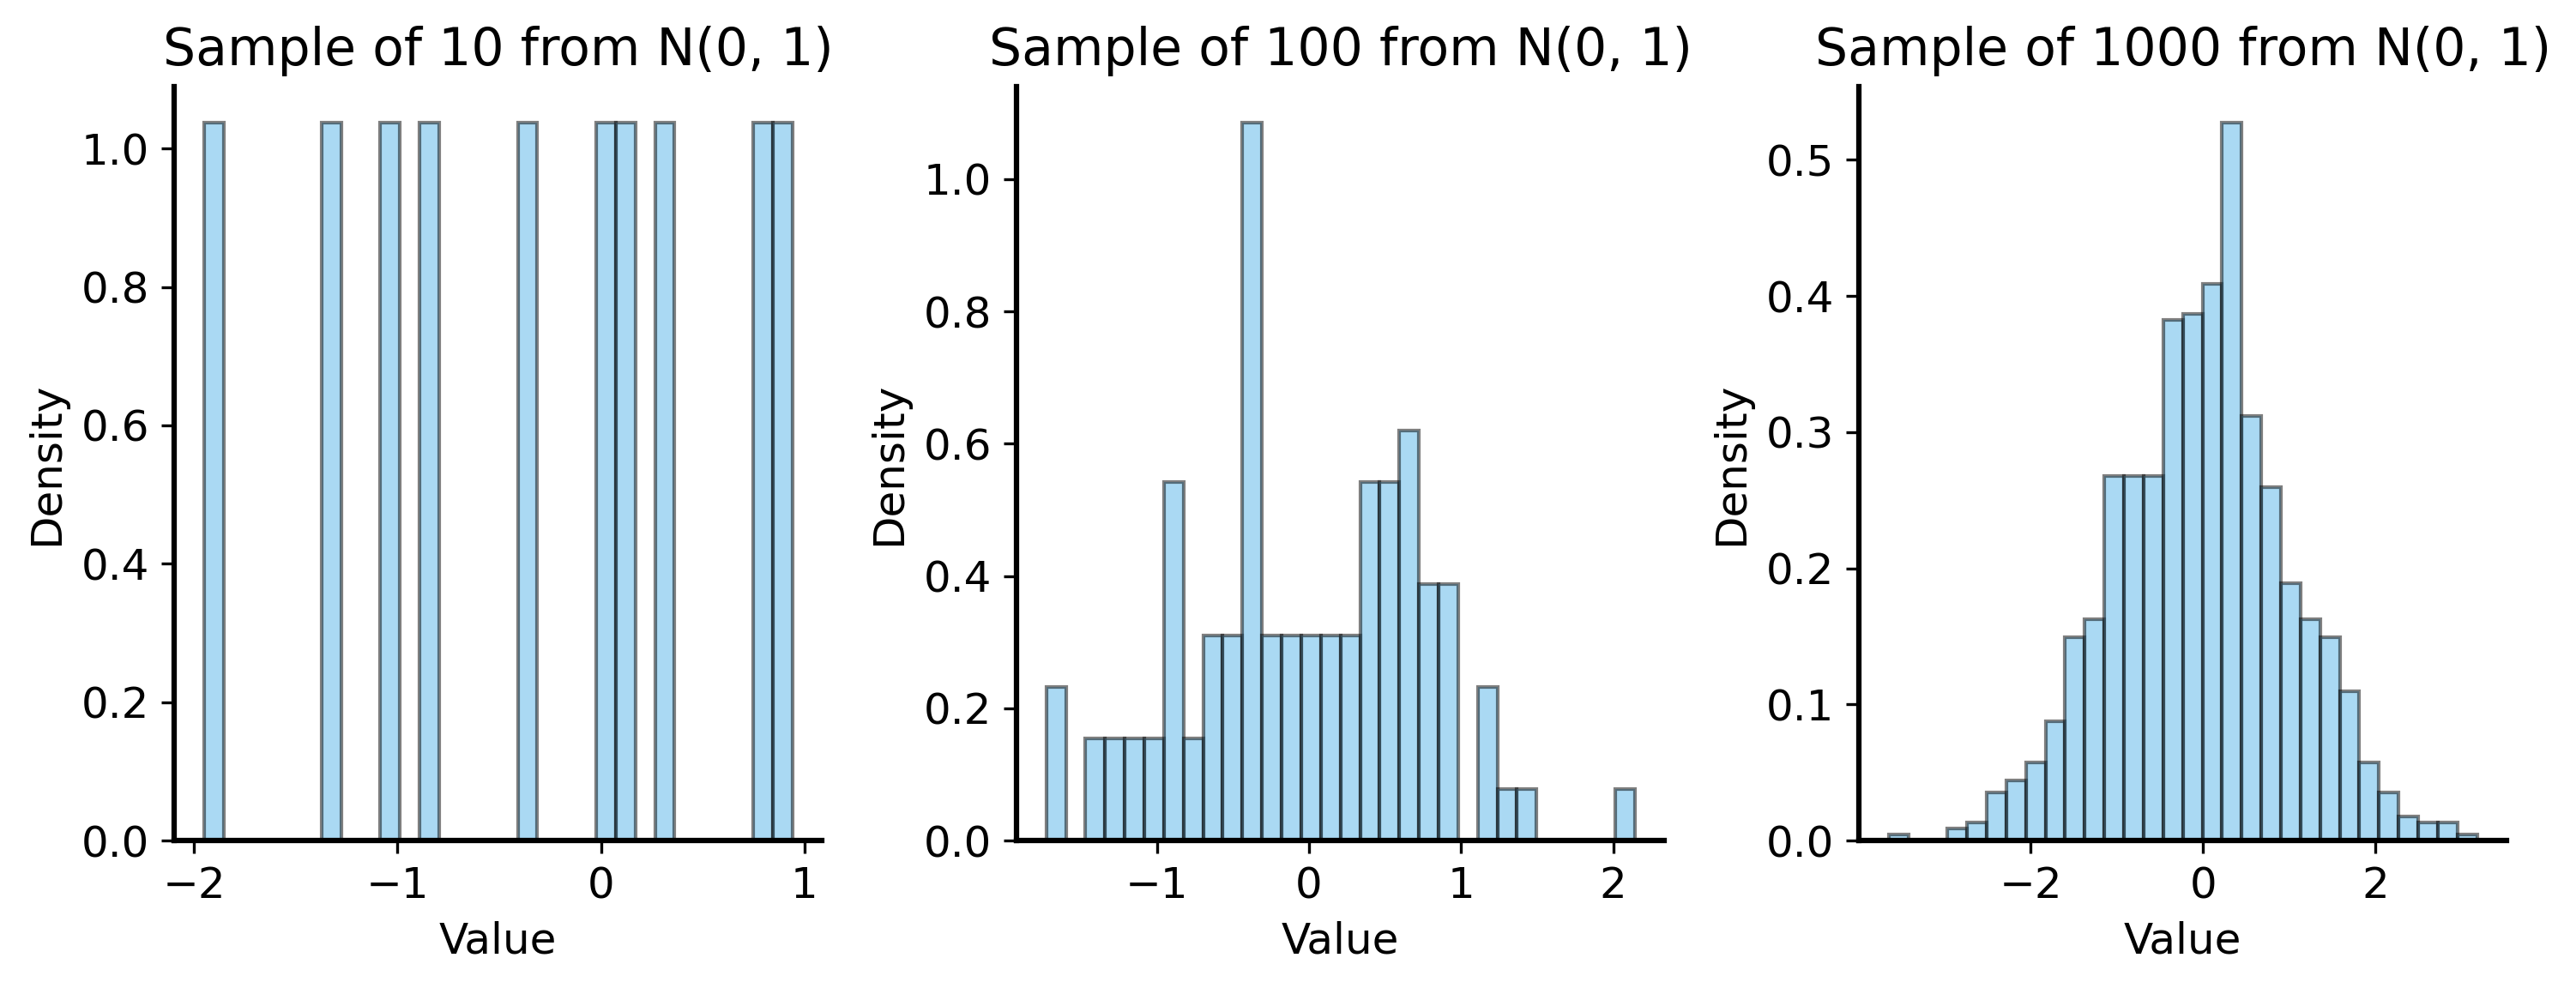 Sample of 10 from N(0, 1)
Density
1.0
0.8
0.6
0.4
0.2
0.0
−2 −1 0 1
Value
Sample of 100 from N(0, 1)
Density
1.0
0.8
0.6
0.4
0.2
0.0
−1 0 1 2
Value
Sample of 1000 from N(0, 1)
Density
0.5
0.4
0.3
0.2
0.1
0.0
−2 0 2
Value